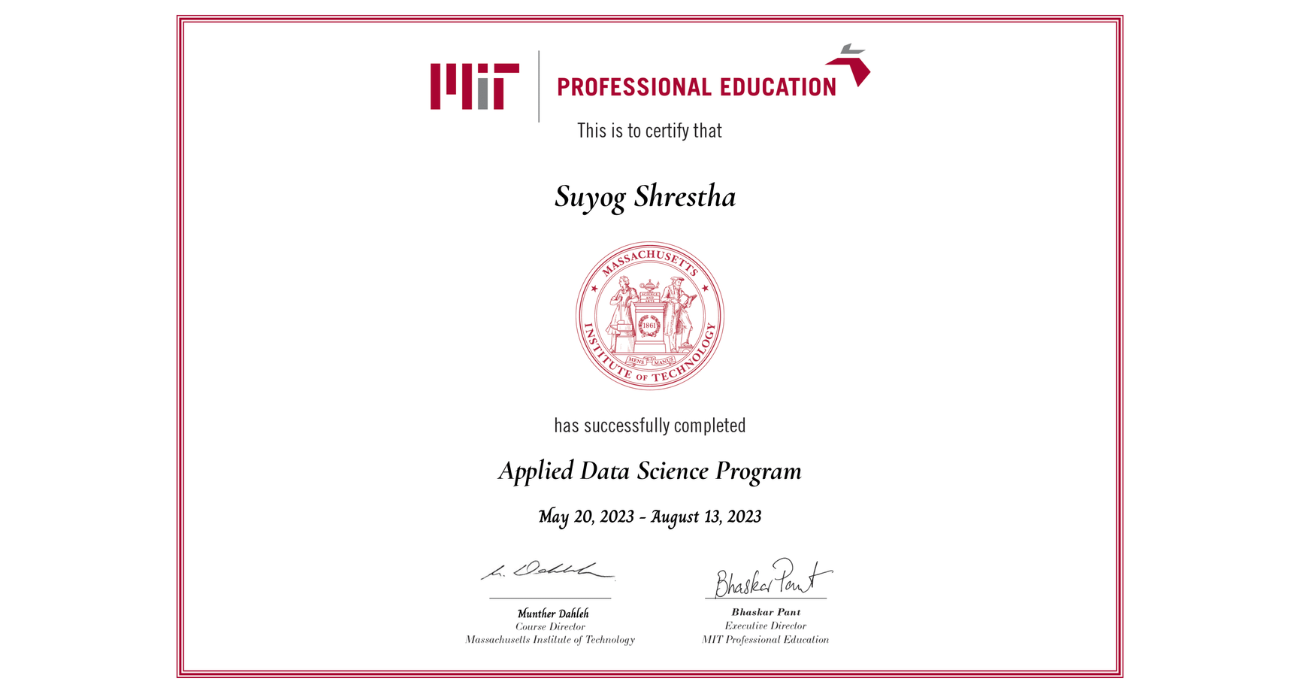 MIT PROFESSIONAL EDUCATION
This is to certify that
Suyog Shrestha
MASSACHUSETTS
INSTITUTE OF TECHNOLOGY
1861
MENS MANUS
has successfully completed
Applied Data Science Program
May 20, 2023 - August 13, 2023
M. Dahleh
Bhaskar Pant
Munther Dahleh
Course Director
Massachusetts Institute of Technology
Bhaskar Pant
Executive Director
MIT Professional Education